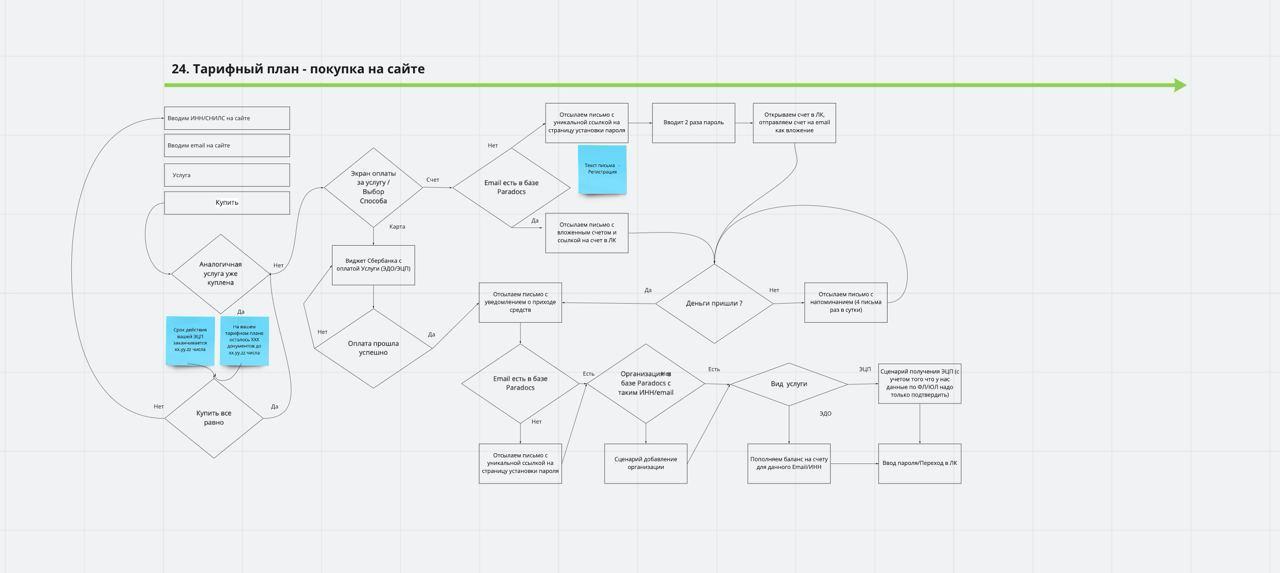 24. Тарифный план - покупка на сайте
Вводим ИНН/СНИЛС на сайте
Вводим email на сайте
Услуга
Купить
Аналогичная
услуга уже
куплена
Нет
Да
Срок действия
вашей ЭЦП
заканчивается
xx.yy.zz числа
На вашем
тарифном плане
осталось XXX
документов до
xx.yy.zz числа
Купить все
равно
Нет
Да
Экран оплаты
за услугу /
Выбор
Способа
Счет
Карта
Виджет Сбербанка с
оплатой Услуги (ЭДО/ЭЦП)
Оплата прошла
успешно
Нет
Да
Email есть в базе
Paradocs
Нет
Да
Отсылаем письмо с
уникальной ссылкой на
страницу установки пароля
Вводит 2 раза пароль
Открываем счет в ЛК,
отправляем счет на email
как вложение
Текст письма -
Регистрация
Отсылаем письмо с
вложенным счетом и
ссылкой на счет в ЛК
Деньги пришли ?
Да
Нет
Отсылаем письмо с
напоминанием (4 письма
раз в сутки)
Отсылаем письмо с
уведомлением о приходе
средств
Email есть в базе
Paradocs
Есть
Нет
Отсылаем письмо с
уникальной ссылкой на
страницу установки пароля
Организация в
базе Paradocs с
таким ИНН/email
Есть
Сценарий добавление
организации
Вид услуги
ЭЦП
ЭДО
Сценарий получения ЭЦП (с
учетом того что у нас
данные по ФЛ/ЮЛ надо
только подтвердить)
Пополняем баланс на счету
для данного Email/ИНН
Ввод пароля/Переход в ЛК